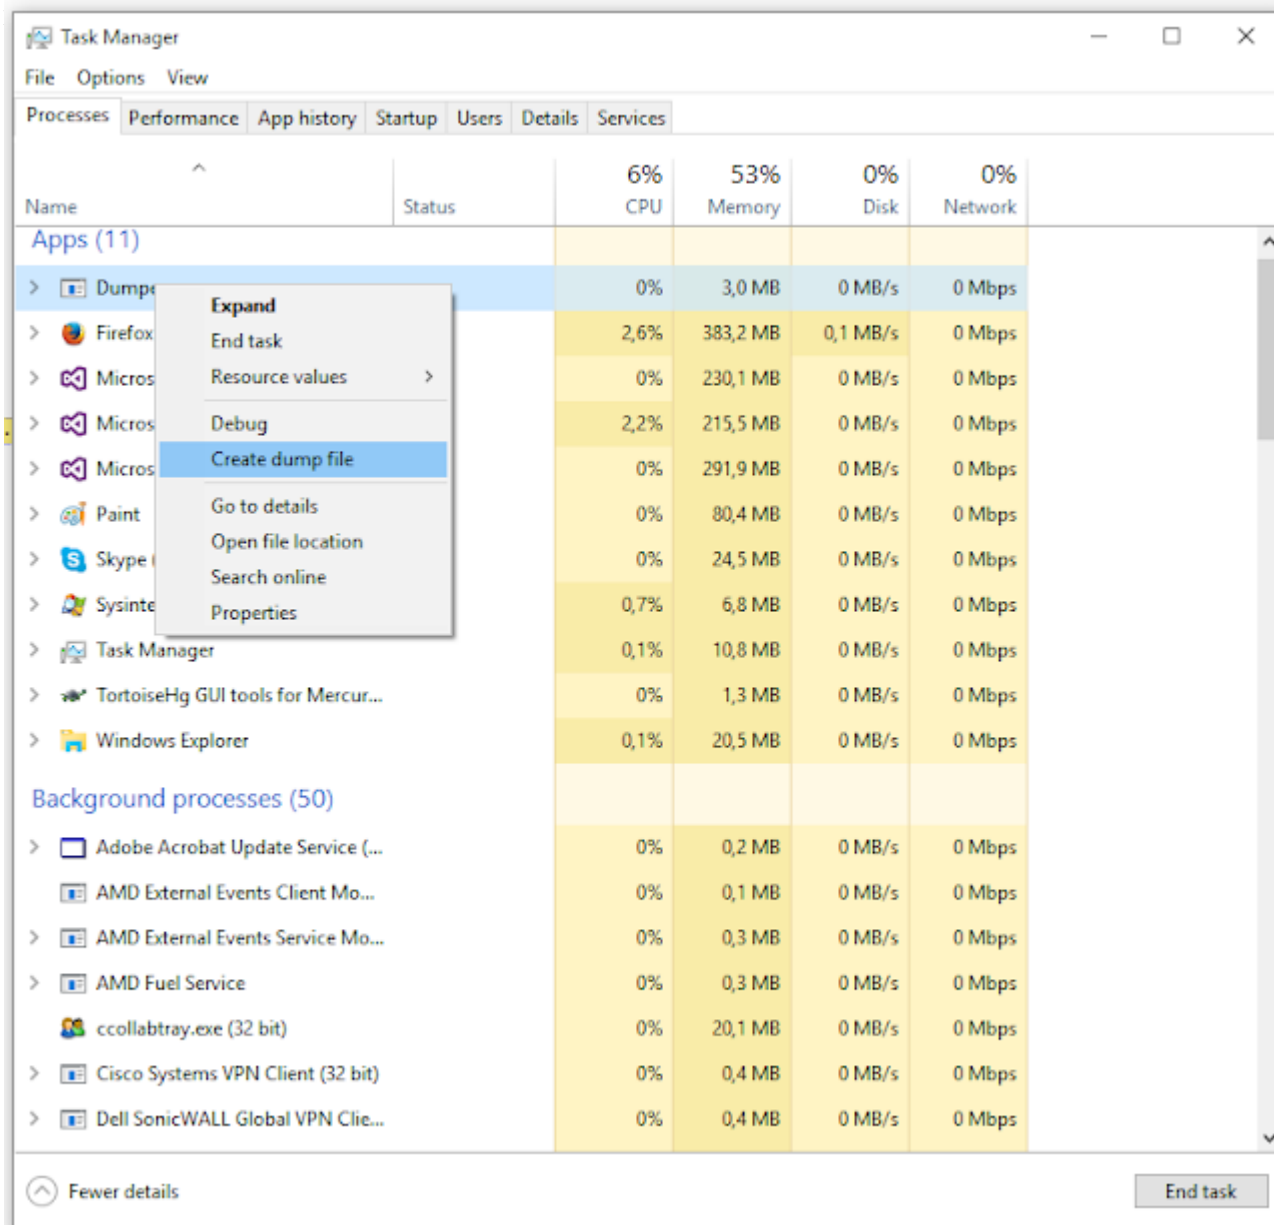 Task Manager
File Options View
Processes Performance App history Startup Users Details Services
6% 53% 0% 0%
Name Status CPU Memory Disk Network
Apps (11)
0% 3,0 MB 0 MB/s 0 Mbps
Expand
Firefox 2,6% 383,2 MB 0,1 MB/s 0 Mbps
End task
Resource values
0% 230,1 MB 0 MB/s 0 Mbps
Debug
2,2% 215,5 MB 0 MB/s 0 Mbps
Create dump file
0% 291,9 MB 0 MB/s 0 Mbps
Go to details
Paint 0% 80,4 MB 0 MB/s 0 Mbps
Open file location
Skype 0% 24,5 MB 0 MB/s 0 Mbps
Search online
0,7% 6,8 MB 0 MB/s 0 Mbps
Properties
Task Manager 0,1% 10,8 MB 0 MB/s 0 Mbps
TortoiseHg GUI tools for Mercur... 0% 1,3 MB 0 MB/s 0 Mbps
Windows Explorer 0,1% 20,5 MB 0 MB/s 0 Mbps
Background processes (50)
Adobe Acrobat Update Service (... 0% 0,2 MB 0 MB/s 0 Mbps
AMD External Events Client Mo... 0% 0,1 MB 0 MB/s 0 Mbps
AMD External Events Service Mo... 0% 0,3 MB 0 MB/s 0 Mbps
AMD Fuel Service 0% 0,3 MB 0 MB/s 0 Mbps
ccollabtray.exe (32 bit) 0% 20,1 MB 0 MB/s 0 Mbps
Cisco Systems VPN Client (32 bit) 0% 0,4 MB 0 MB/s 0 Mbps
Dell SonicWALL Global VPN Clie... 0% 0,4 MB 0 MB/s 0 Mbps
Fewer details End task